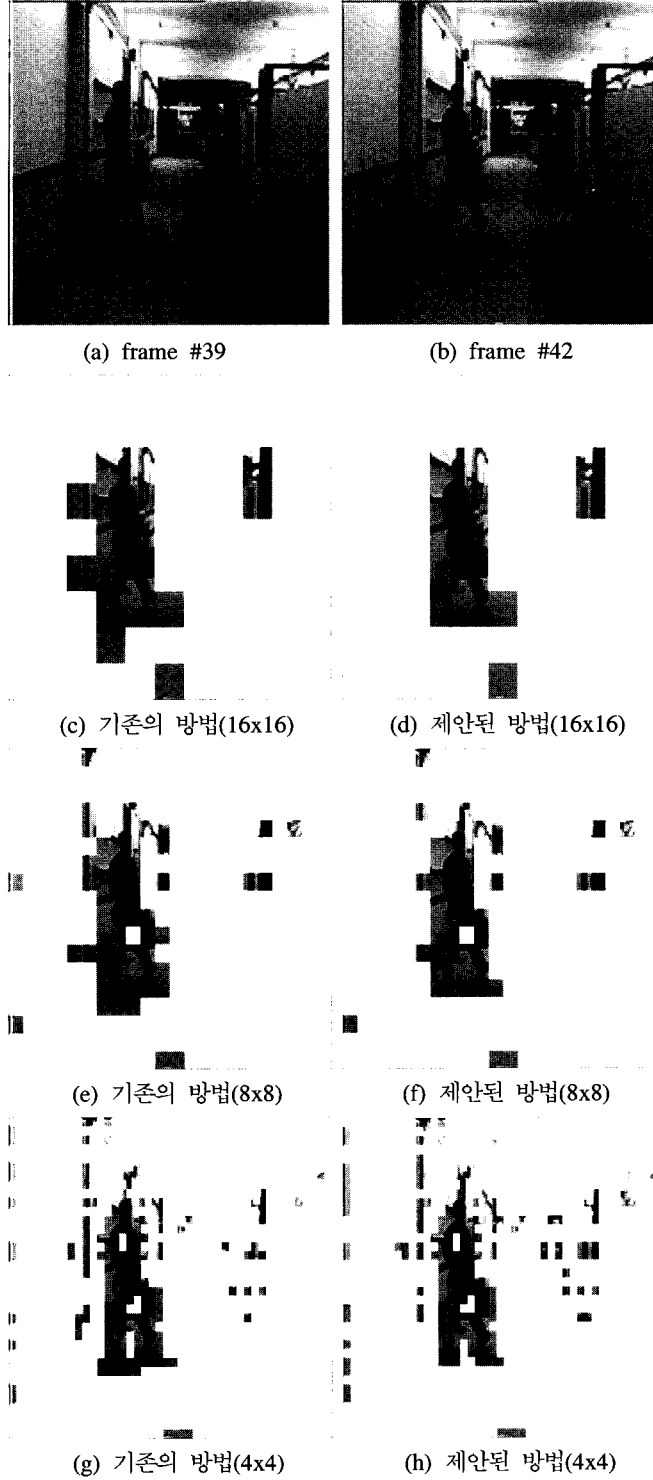 (a) frame #39
(b) frame #42
(c) 기존의 방법(16x16)
(d) 제안된 방법(16x16)
(e) 기존의 방법(8x8)
(f) 제안된 방법(8x8)
(g) 기존의 방법(4x4)
(h) 제안된 방법(4x4)